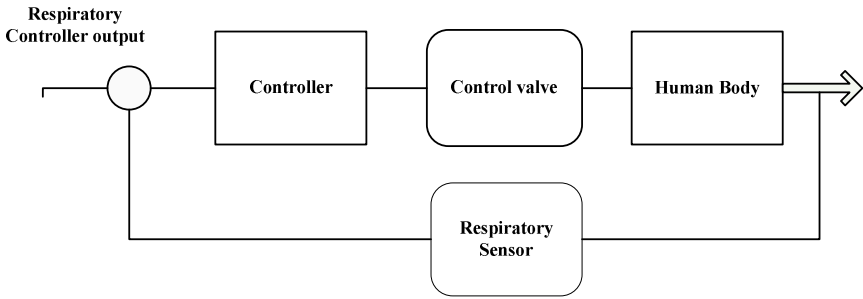 Respiratory
Controller output
Controller
Control valve
Human Body
Respiratory
Sensor